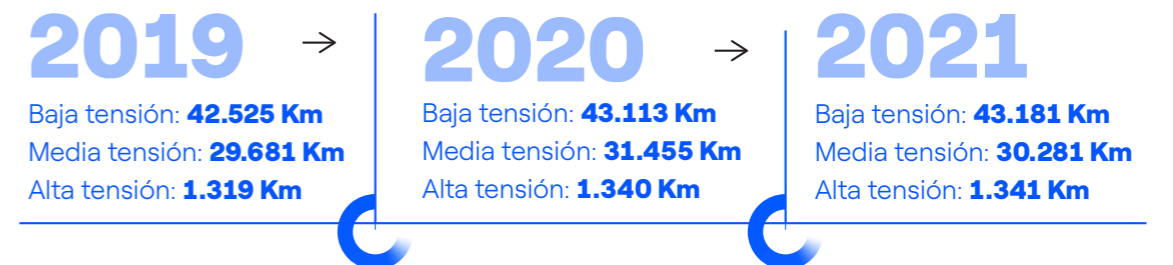 2019
Baja tensión: 42.525 Km
Media tensión: 29.681 Km
Alta tensión: 1.319 Km
2020
Baja tensión: 43.113 Km
Media tensión: 31.455 Km
Alta tensión: 1.340 Km
2021
Baja tensión: 43.181 Km
Media tensión: 30.281 Km
Alta tensión: 1.341 Km